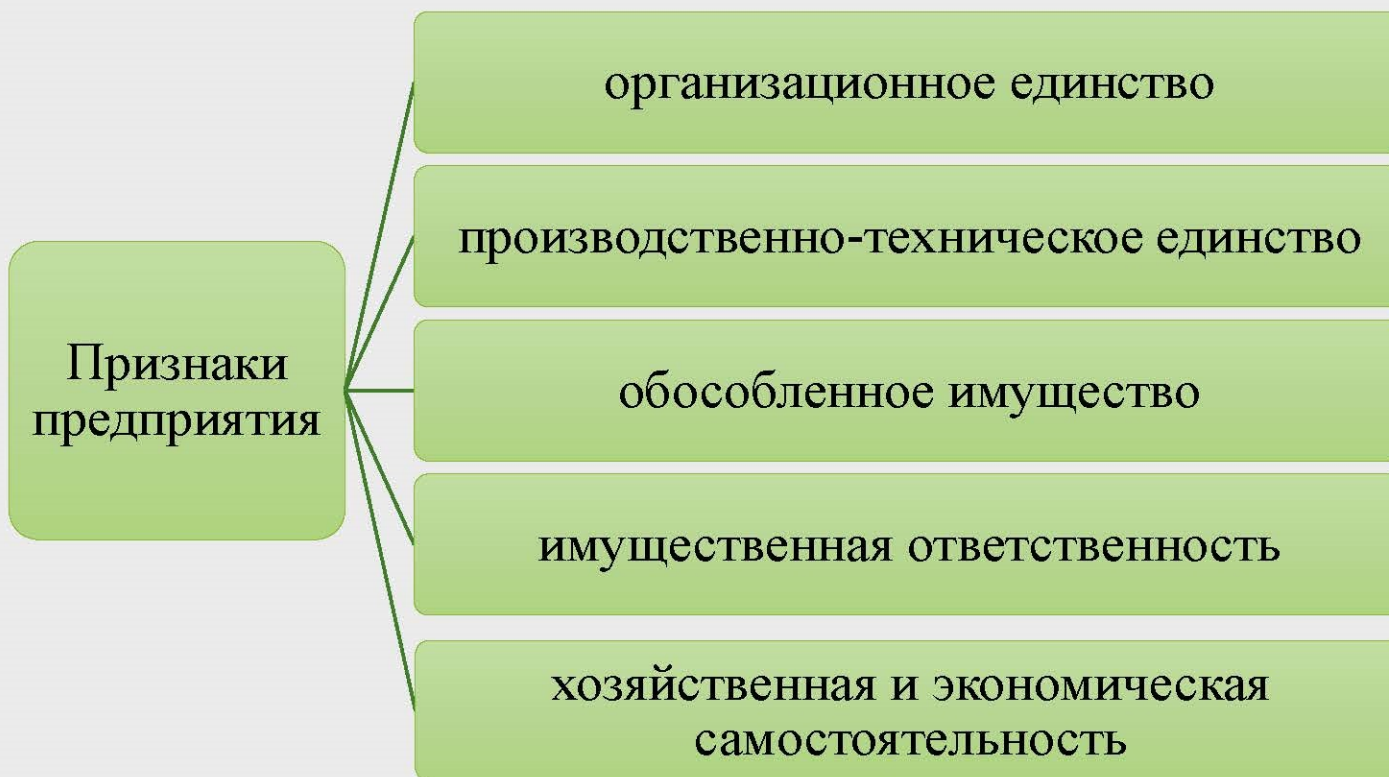 Признаки
предприятия
организационное единство
производственно-техническое единство
обособленное имущество
имущественная ответственность
хозяйственная и экономическая
самостоятельность